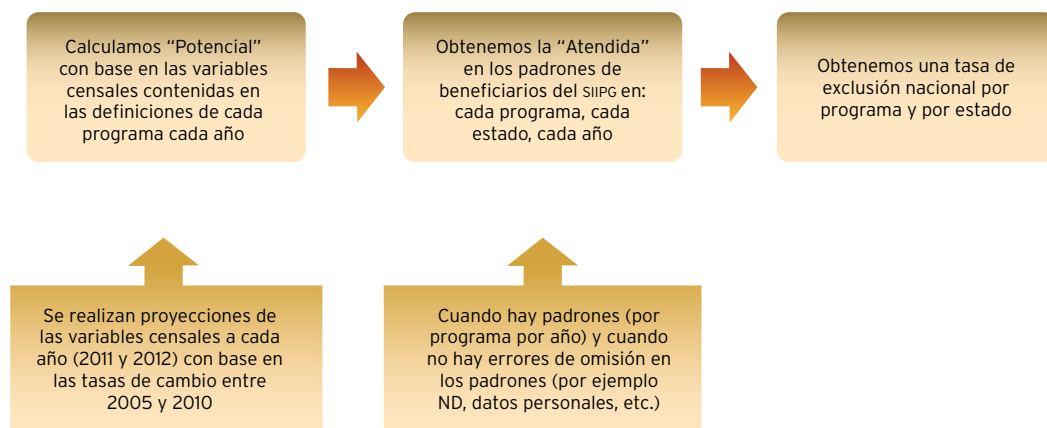 Calculamos “Potencial”
con base en las variables
censales contenidas en
las definiciones de cada
programa cada año
Obtenemos la “Atendida”
en los padrones de
beneficiarios del SIIPG en:
cada programa, cada
estado, cada año
Obtenemos una tasa de
exclusión nacional por
programa y por estado
Se realizan proyecciones de
las variables censales a cada
año (2011 y 2012) con base en
las tasas de cambio entre
2005 y 2010
Cuando hay padrones (por
programa por año) y cuando
no hay errores de omisión en
los padrones (por ejemplo
ND, datos personales, etc.)